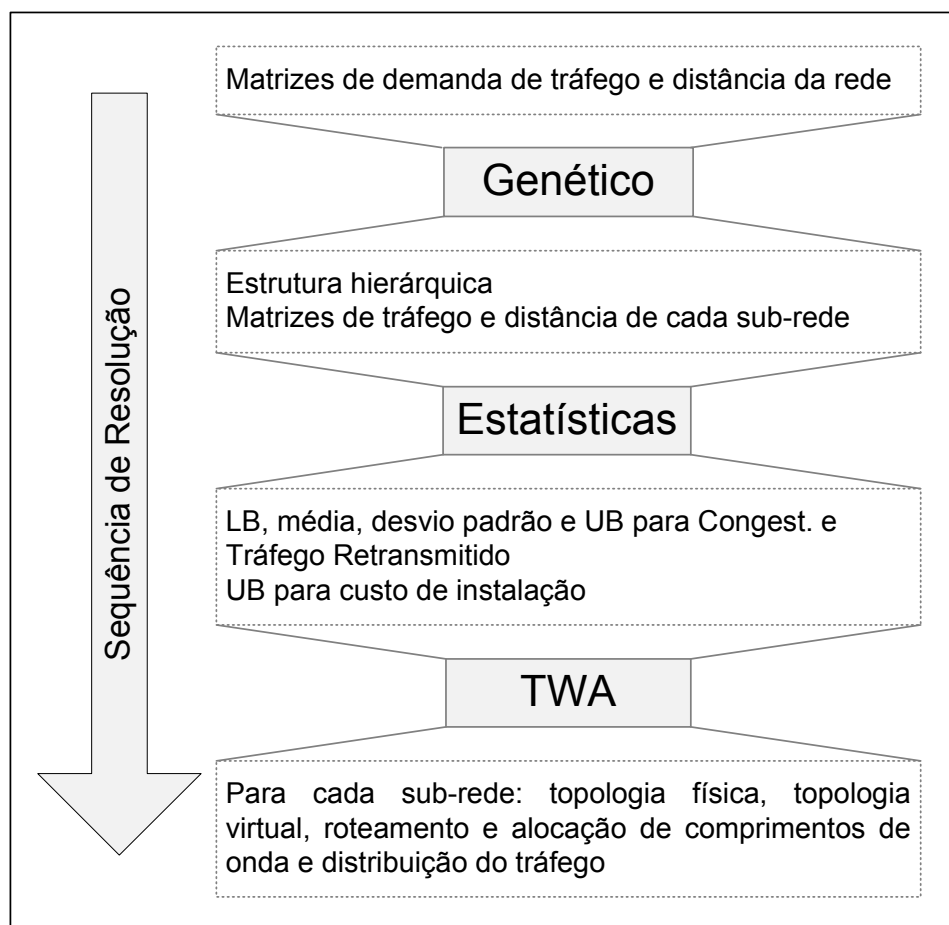 Matrizes de demanda de tráfego e distância da rede
Genético
Estrutura hierárquica
Matrizes de tráfego e distância de cada sub-rede
Sequência de Resolução
Estatísticas
LB, média, desvio padrão e UB para Congest. e
Tráfego Retransmitido
UB para custo de instalação
TWA
Para cada sub-rede: topologia física, topologia
virtual, roteamento e alocação de comprimentos de
onda e distribuição do tráfego